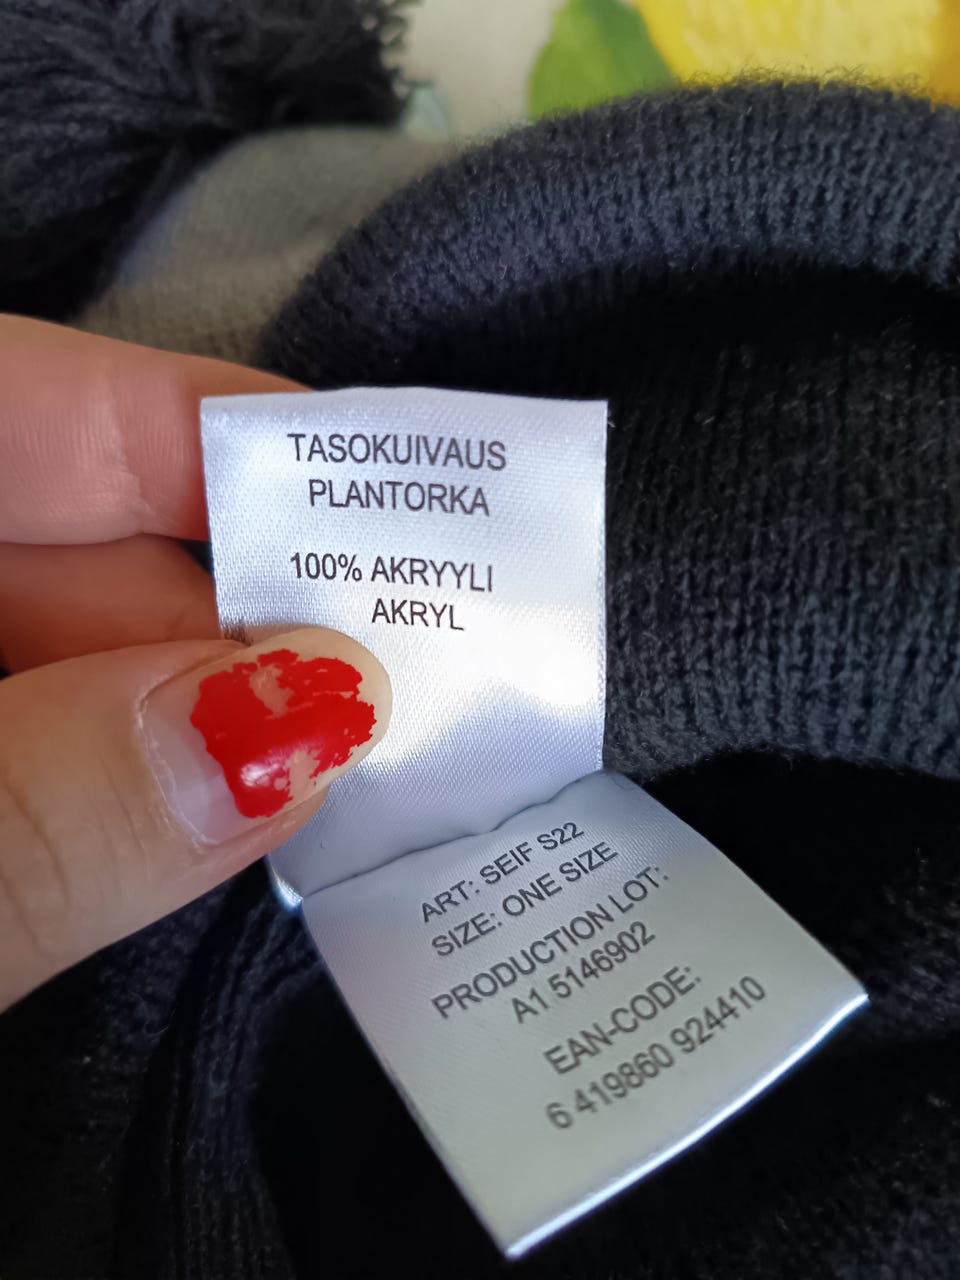 TASOKUIVAUS
PLANTORKA
100% AKRYYLI
AKRYL
ART: SEIF S22
SIZE: ONE SIZE
PRODUCTION LOT:
A1 5146902
EAN-CODE:
6 419860 924410